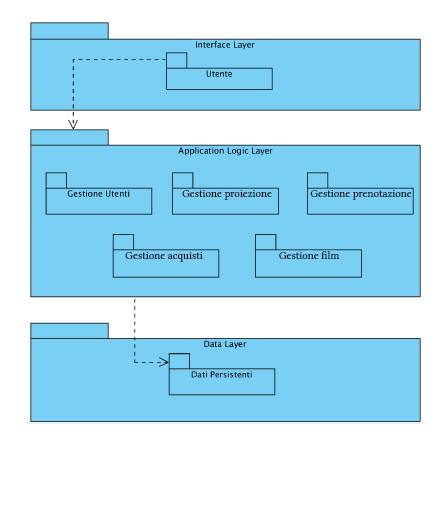 Interface Layer
Utente
Application Logic Layer
Gestione Utenti
Gestione proiezione
Gestione prenotazione
Gestione acquisti
Gestione film
Data Layer
Dati Persistenti